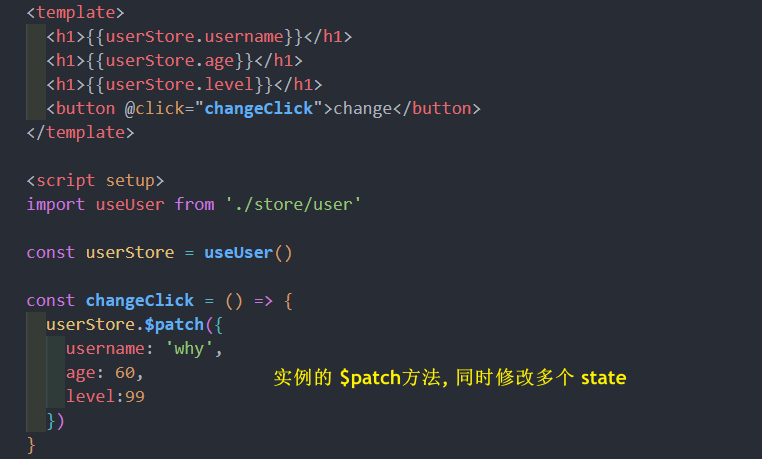 <template>
  <h1>{{userStore.username}}</h1>
  <h1>{{userStore.age}}</h1>
  <h1>{{userStore.level}}</h1>
  <button @click="changeClick">change</button>
</template>

<script setup>
import useUser from './store/user'

const userStore = useUser()

const changeClick = () => {
  userStore.$patch({
    username: 'why',
    age: 60,
实例的 $patch方法, 同时修改多个 state
    level:99
  })
}